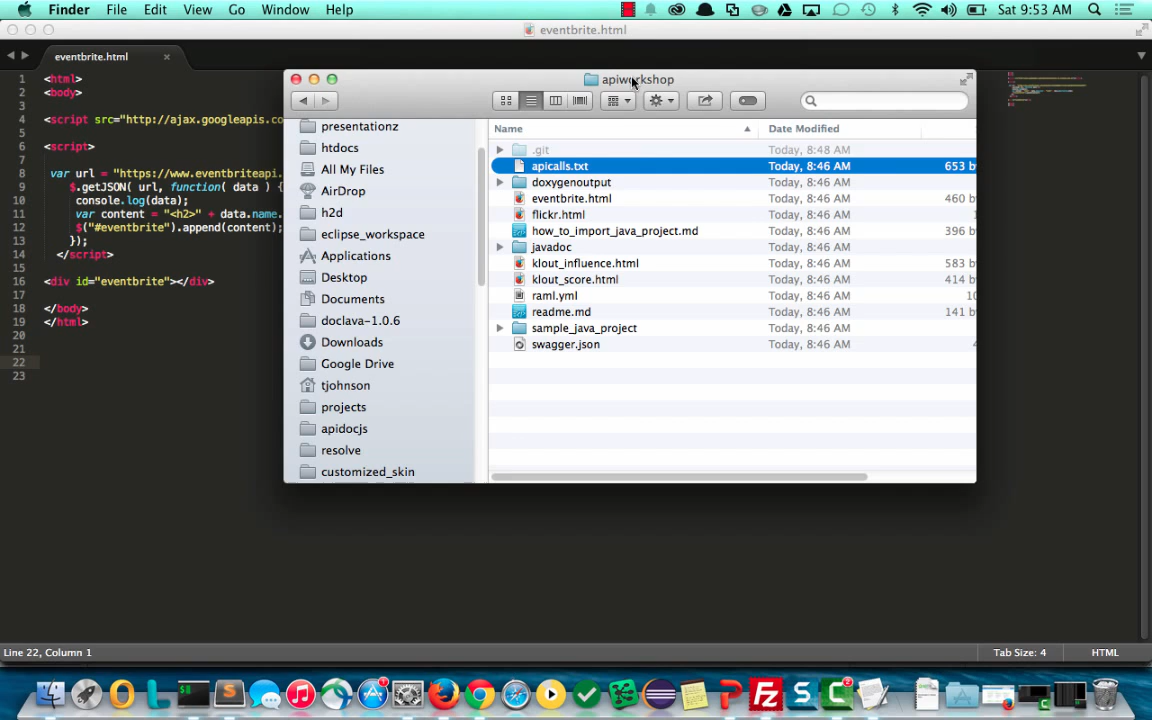 Finder File Edit View Go Window Help Sat 9:53 AM
eventbrite.html
eventbrite.html
1 <html>
2 <body>
3
4 <script src="http://ajax.googleapis.co
5
6 <script>
7
8 var url = "https://www.eventbriteapi.
9 $.getJSON( url, function( data ) {
10 console.log(data);
11 var content = "<h2>" + data.name.
12 $("#eventbrite").append(content);
13 });
14 </script>
15
16 <div id="eventbrite"></div>
17
18 </body>
19 </html>
20
21
22
23
apiworkshop
presentationz
htdocs
All My Files
AirDrop
h2d
eclipse_workspace
Applications
Desktop
Documents
doclava-1.0.6
Downloads
Google Drive
tjohnson
projects
apidocjs
resolve
customized_skin
Name Date Modified
.git Today, 8:48 AM
apicalls.txt Today, 8:46 AM 653 b
doxygenoutput Today, 8:46 AM
eventbrite.html Today, 8:46 AM 460 b
flickr.html Today, 8:46 AM 1
how_to_import_java_project.md Today, 8:46 AM 396 b
javadoc Today, 8:46 AM
klout_influence.html Today, 8:46 AM 583 b
klout_score.html Today, 8:46 AM 414 b
raml.yml Today, 8:46 AM 10
readme.md Today, 8:46 AM 141 b
sample_java_project Today, 8:46 AM
swagger.json Today, 8:46 AM 4
Line 22, Column 1 Tab Size: 4 HTML